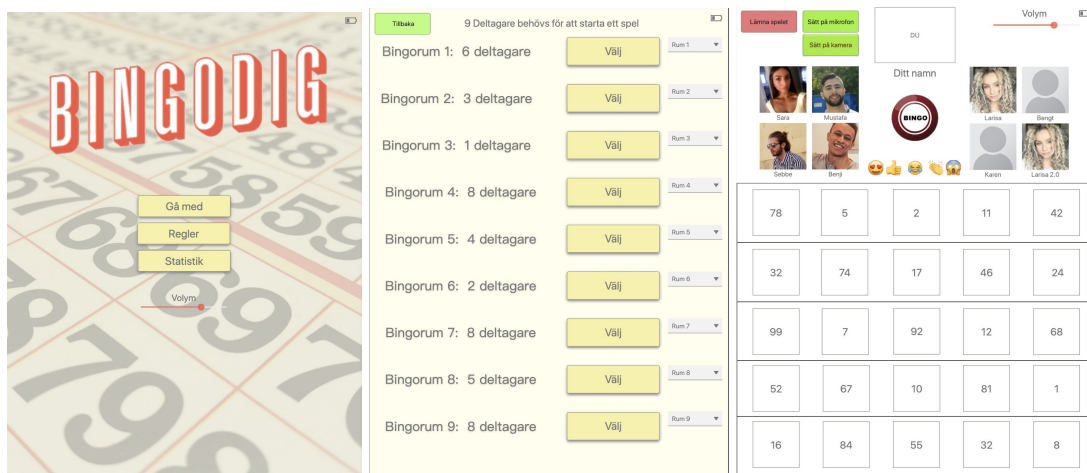 BINGODIG
Gå med
Regler
Statistik
Volym
Tillbaka
9 Deltagare behövs för att starta ett spel
Bingorum 1: 6 deltagare
Välj
Rum 1
Bingorum 2: 3 deltagare
Välj
Rum 2
Bingorum 3: 1 deltagare
Välj
Rum 3
Bingorum 4: 8 deltagare
Välj
Rum 4
Bingorum 5: 4 deltagare
Välj
Rum 5
Bingorum 6: 2 deltagare
Välj
Rum 6
Bingorum 7: 8 deltagare
Välj
Rum 7
Bingorum 8: 5 deltagare
Välj
Rum 8
Bingorum 9: 8 deltagare
Välj
Rum 9
Lämna spelet
Sätt på mikrofon
Sätt på kamera
DU
Volym
Ditt namn
BINGO
Sara Mustafa
Sebbe Benji
Larisa Bengt
Karen Larisa 2.0
78 5 2 11 42
32 74 17 46 24
99 7 92 12 68
52 67 10 81 1
16 84 55 32 8